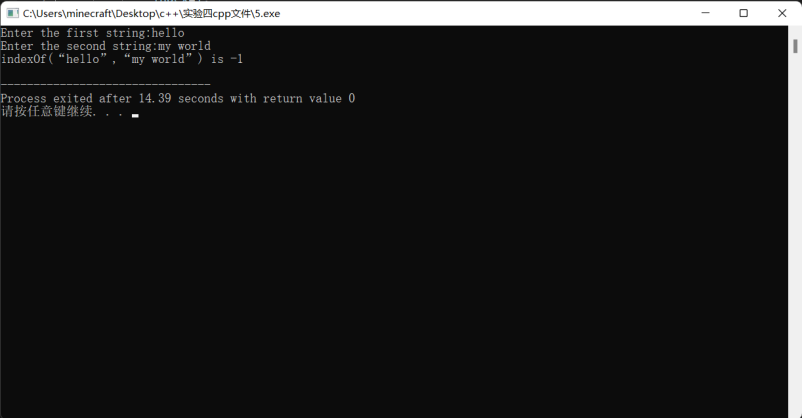 C:\Users\minecraft\Desktop\c++\实验四cpp文件\5.exe
Enter the first string:hello
Enter the second string:my world
indexOf(“hello”,“my world”) is -1
--------------------------------
Process exited after 14.39 seconds with return value 0
请按任意键继续. . .